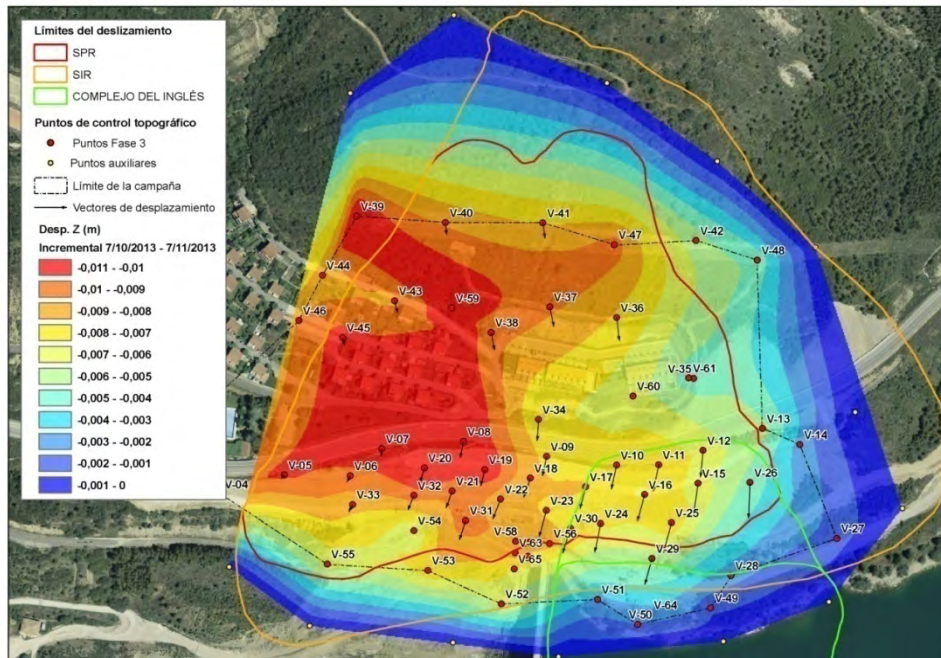 Límites del deslizamiento
SPR
SIR
COMPLEJO DEL INGLÉS
Puntos de control topográfico
Puntos Fase 3
Puntos auxiliares
Límite de la campaña
Vectores de desplazamiento
Desp. Z (m)
Incremental 7/10/2013 - 7/11/2013
-0,011 - -0,01
-0,01 - -0,009
-0,009 - -0,008
-0,008 - -0,007
-0,007 - -0,006
-0,006 - -0,005
-0,005 - -0,004
-0,004 - -0,003
-0,003 - -0,002
-0,002 - -0,001
-0,001 - 0
V-39
V-40
V-41
V-47
V-42
V-48
V-44
V-43
V-59
V-37
V-36
V-46
V-45
V-38
V-35
V-61
V-60
V-34
V-13
V-14
V-07
V-08
V-09
V-12
V-05
V-06
V-20
V-19
V-18
V-10
V-11
V-04
V-33
V-32
V-21
V-22
V-17
V-16
V-15
V-26
V-54
V-31
V-23
V-30
V-24
V-25
V-27
V-58
V-63
V-56
V-65
V-29
V-55
V-53
V-28
V-52
V-51
V-64
V-49
V-50